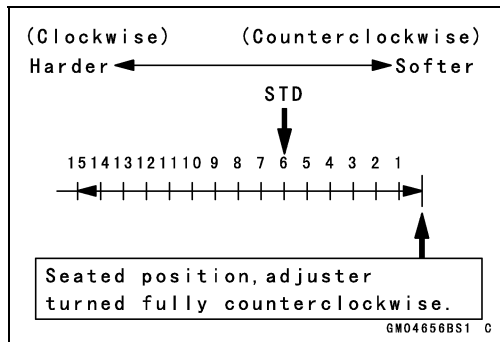 (Clockwise) (Counterclockwise)
Harder Softer
STD
15 14 13 12 11 10 9 8 7 6 5 4 3 2 1
Seated position, adjuster
turned fully counterclockwise.
GM04656BS1 C